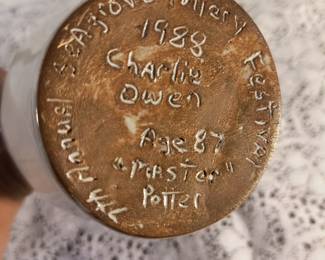 7th Annual Seagrove Pottery Festival
1988
Charlie
Owen
Age 87
"MASTER"
Potter